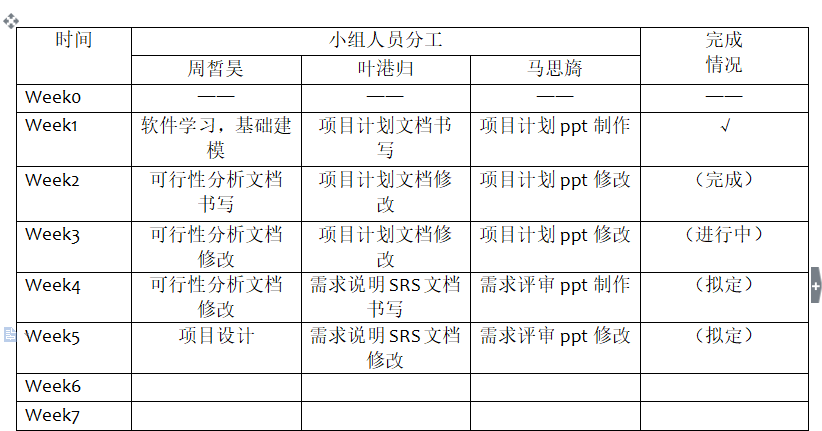 时间 小组人员分工 完成
情况
周皙昊 叶港归 马思旖
Week0 —— —— —— ——
Week1 软件学习，基础建 项目计划文档书 项目计划 ppt 制作 √
模 写
Week2 可行性分析文档 项目计划文档修 项目计划 ppt 修改 （完成）
书写 改
Week3 可行性分析文档 项目计划文档修 项目计划 ppt 修改 （进行中）
修改 改
Week4 可行性分析文档 需求说明 SRS 文档 需求评审 ppt 制作 （拟定）
修改 书写
Week5 项目设计 需求说明 SRS 文档 需求评审 ppt 修改 （拟定）
修改
Week6
Week7